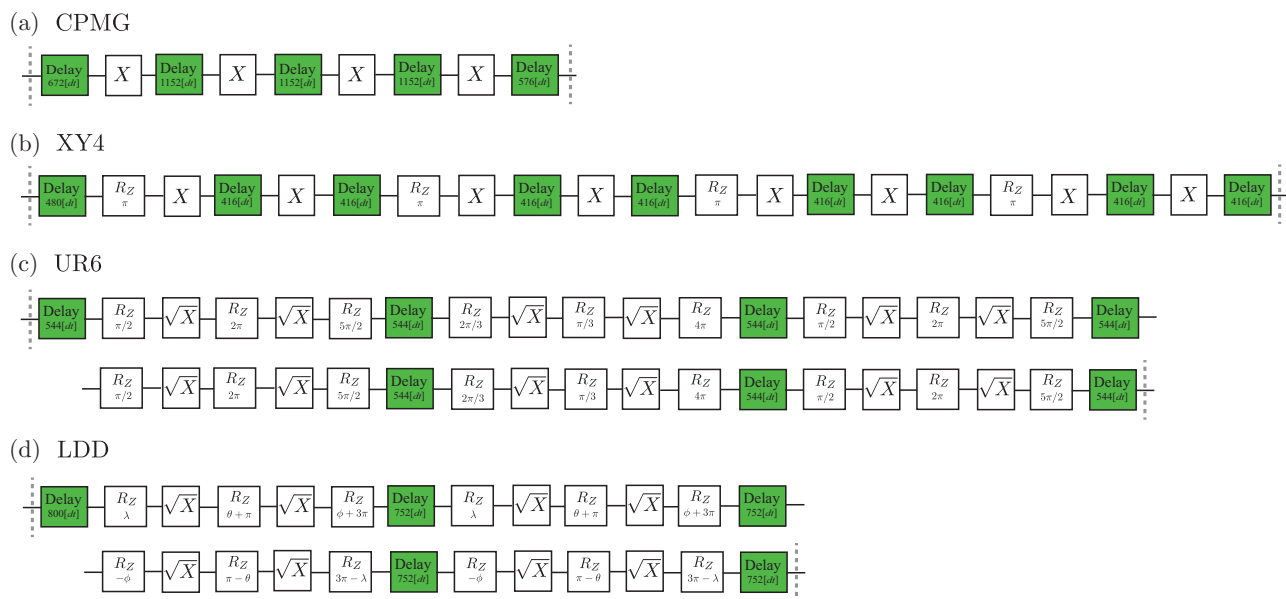 (a) CPMG
Delay X Delay X Delay X Delay X Delay
672[dt] 1152[dt] 1152[dt] 1152[dt] 576[dt]
(b) XY4
Delay R_Z X Delay X Delay R_Z X Delay X Delay R_Z X Delay X Delay R_Z X Delay X Delay
480[dt] π 416[dt] 416[dt] π 416[dt] 416[dt] π 416[dt] 416[dt] π 416[dt] 416[dt]
(c) UR6
Delay R_Z √X R_Z √X R_Z Delay R_Z √X R_Z √X R_Z Delay R_Z √X R_Z √X R_Z Delay
544[dt] π/2 2π 5π/2 544[dt] 2π/3 π/3 4π 544[dt] π/2 2π 5π/2 544[dt]
R_Z √X R_Z √X R_Z Delay R_Z √X R_Z √X R_Z Delay R_Z √X R_Z √X R_Z Delay
π/2 2π 5π/2 544[dt] 2π/3 π/3 4π 544[dt] π/2 2π 5π/2 544[dt]
(d) LDD
Delay R_Z √X R_Z √X R_Z Delay R_Z √X R_Z √X R_Z Delay
800[dt] λ θ + π ϕ + 3π 752[dt] λ θ + π ϕ + 3π 752[dt]
R_Z √X R_Z √X R_Z Delay R_Z √X R_Z √X R_Z Delay
−ϕ π − θ 3π − λ 752[dt] −ϕ π − θ 3π − λ 752[dt]